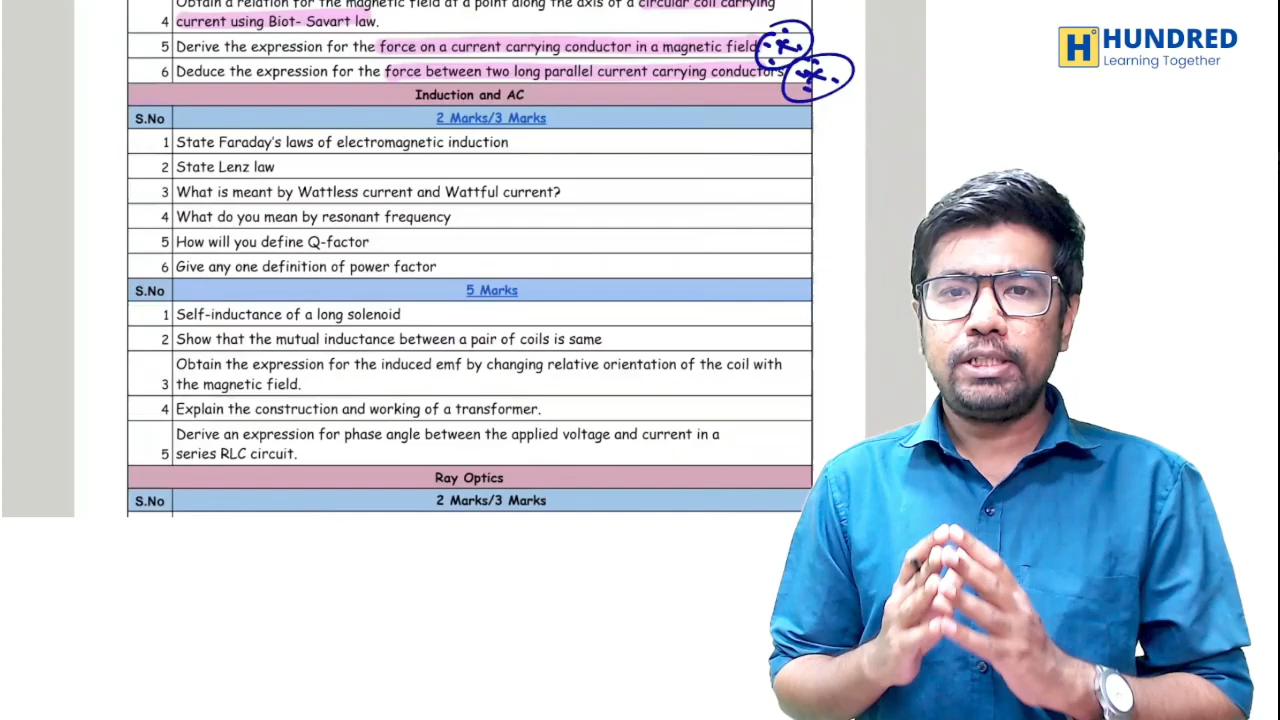 Obtain a relation for the magnetic field at a point along the axis of a circular coil carrying
4 current using Biot- Savart law.
5 Derive the expression for the force on a current carrying conductor in a magnetic field.
6 Deduce the expression for the force between two long parallel current carrying conductors
Induction and AC
S.No 2 Marks/3 Marks
1 State Faraday's laws of electromagnetic induction
2 State Lenz law
3 What is meant by Wattless current and Wattful current?
4 What do you mean by resonant frequency
5 How will you define Q-factor
6 Give any one definition of power factor
S.No 5 Marks
1 Self-inductance of a long solenoid
2 Show that the mutual inductance between a pair of coils is same
Obtain the expression for the induced emf by changing relative orientation of the coil with
3 the magnetic field.
4 Explain the construction and working of a transformer.
Derive an expression for phase angle between the applied voltage and current in a
5 series RLC circuit.
Ray Optics
S.No 2 Marks/3 Marks
H HUNDRED
Learning Together